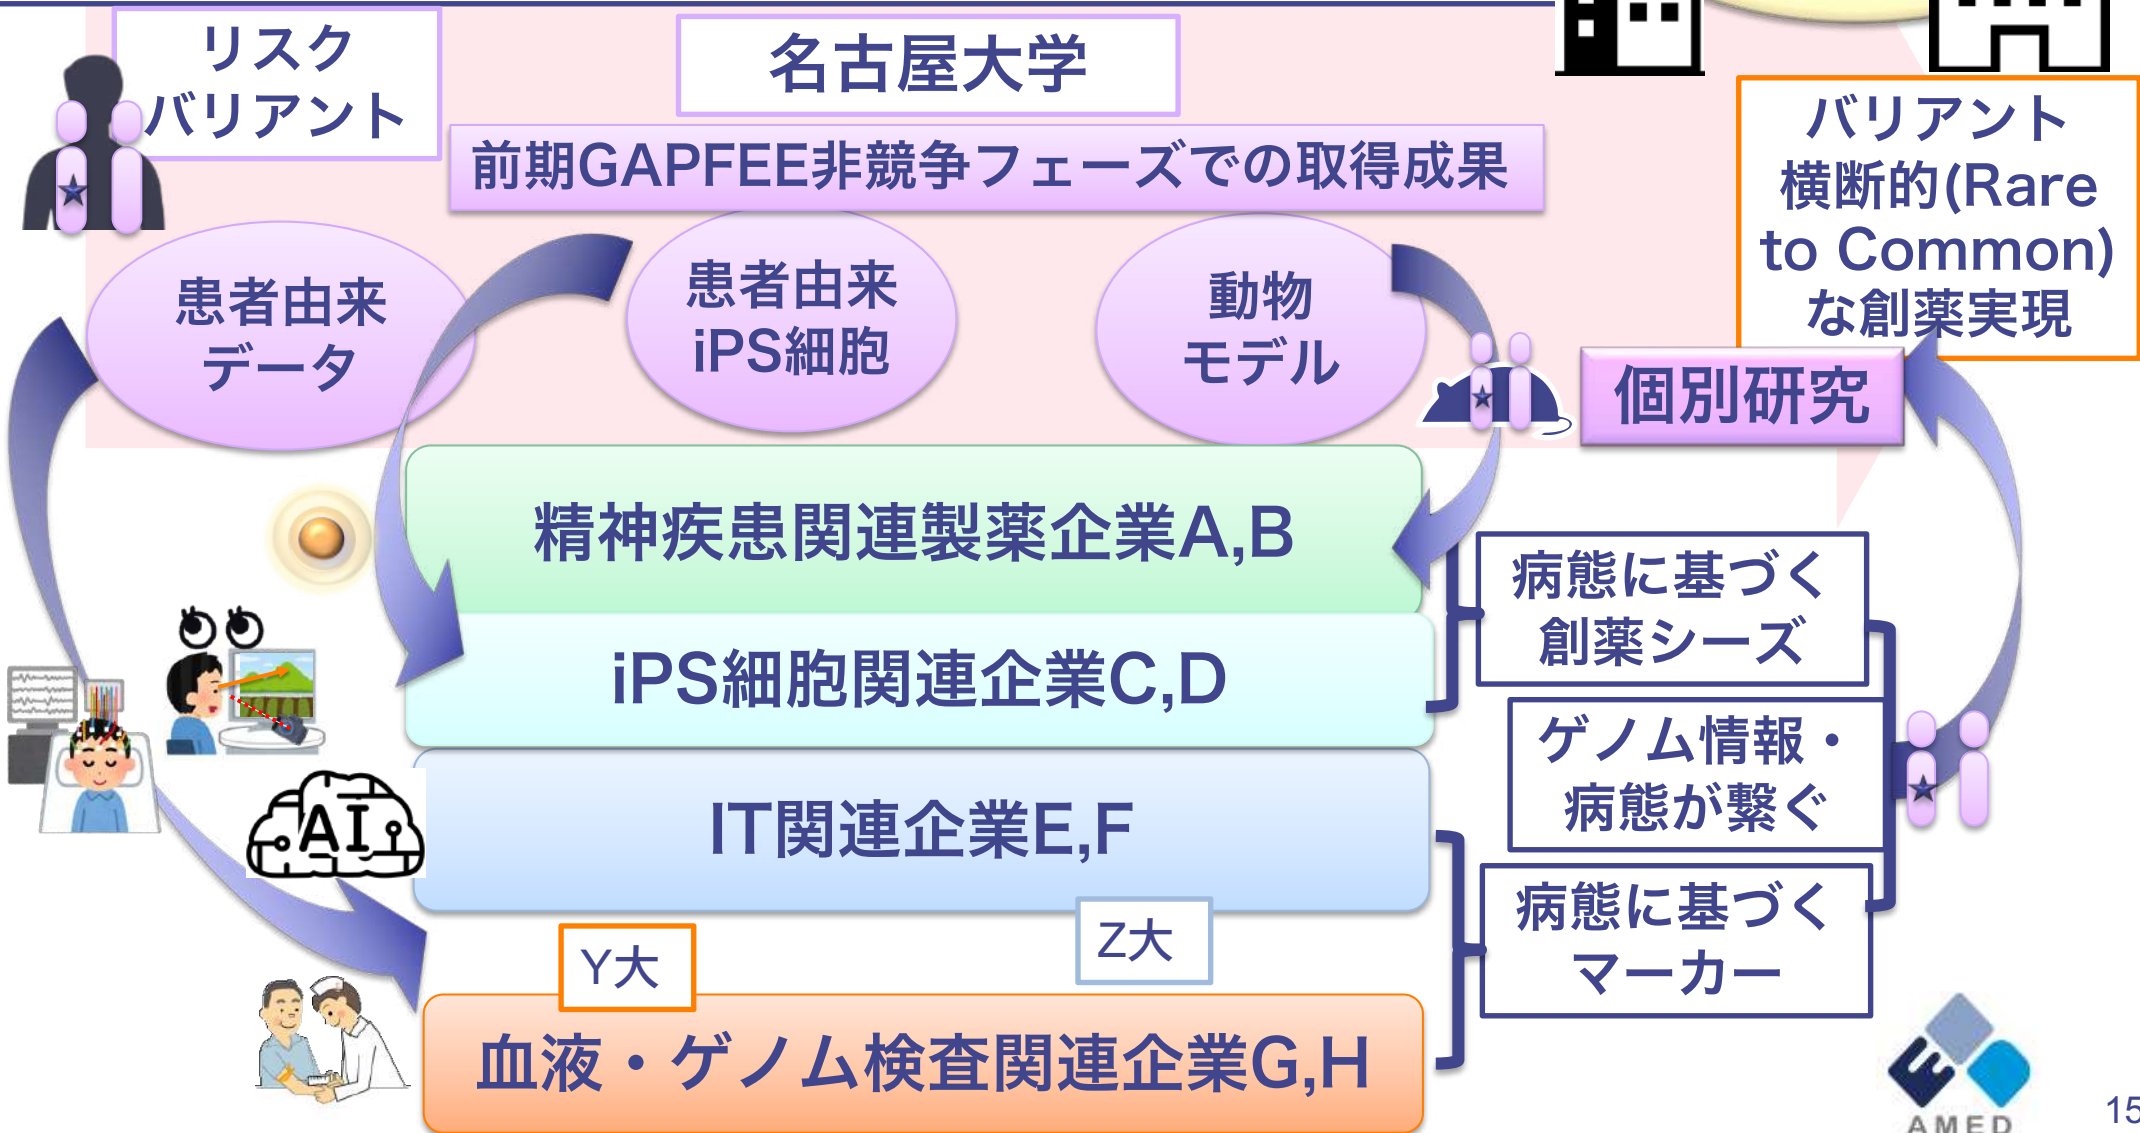 リスク
バリアント
名古屋大学
前期GAPFEE非競争フェーズでの取得成果
バリアント
横断的(Rare
to Common)
な創薬実現
患者由来
データ
患者由来
iPS細胞
動物
モデル
個別研究
精神疾患関連製薬企業A,B
iPS細胞関連企業C,D
病態に基づく
創薬シーズ
ゲノム情報・
病態が繋ぐ
AI
IT関連企業E,F
病態に基づく
マーカー
Y大
Z大
血液・ゲノム検査関連企業G,H
AMED
15